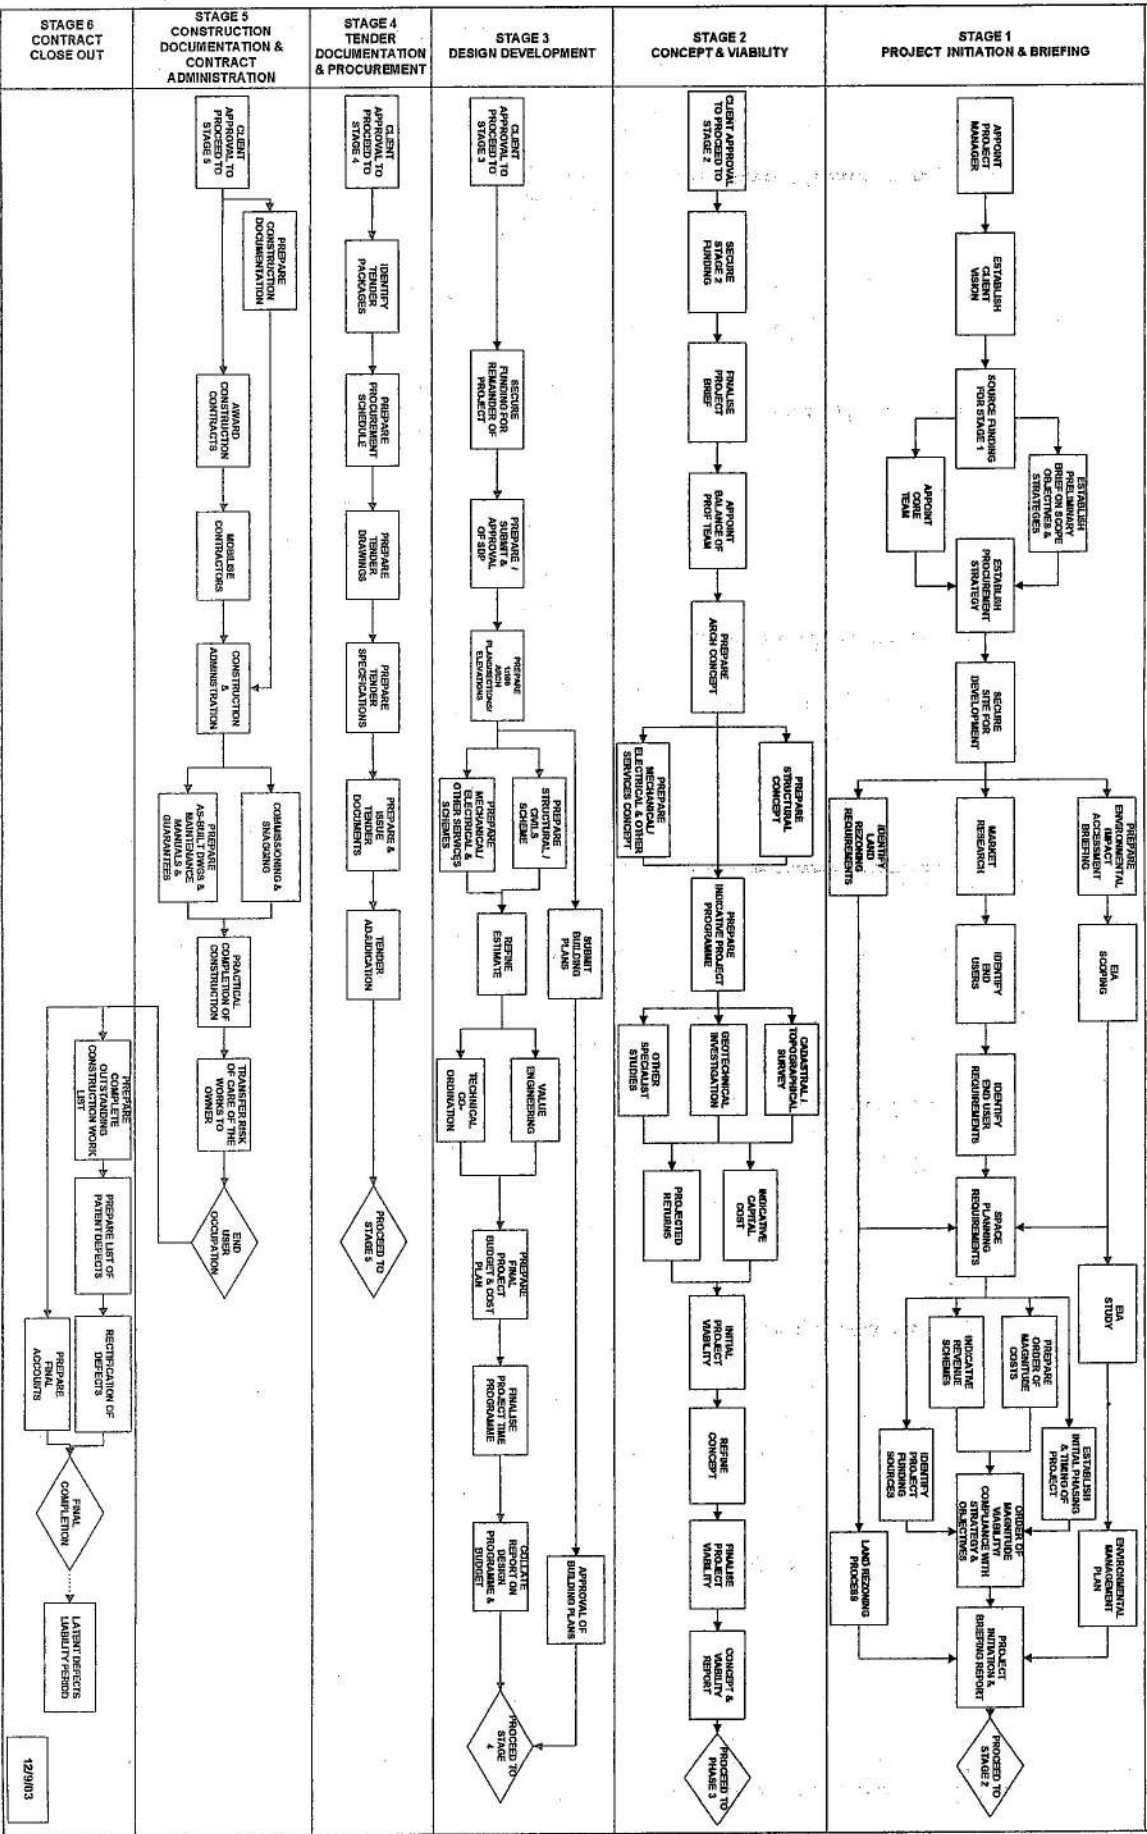 STAGE 6
CONTRACT
CLOSE OUT
STAGE 5
CONSTRUCTION
DOCUMENTATION &
CONTRACT
ADMINISTRATION
STAGE 4
TENDER
DOCUMENTATION
& PROCUREMENT
STAGE 3
DESIGN DEVELOPMENT
STAGE 2
CONCEPT & VIABILITY
STAGE 1
PROJECT INITIATION & BRIEFING
APPOINT
PROJECT
MANAGER
ESTABLISH
CLIENT
VISION
SOURCE FUNDING
FOR STAGE 1
ESTABLISH
PRELIMINARY
BRIEF ON SCOPE
OBJECTIVES &
STRATEGIES
APPOINT
CORE
TEAM
ESTABLISH
PROCUREMENT
STRATEGY
SECURE
SITE FOR
DEVELOPMENT
PREPARE
ENVIRONMENTAL
IMPACT
ACCESSMENT
BRIEFING
MARKET
RESEARCH
IDENTIFY
LAND
REZONING
REQUIREMENTS
EIA
SCOPING
IDENTIFY
END
USERS
IDENTIFY
END USER
REQUIREMENTS
SPACE
PLANNING
REQUIREMENTS
EIA
STUDY
ESTABLISH
INITIAL PHASING
& TIMING OF
PROJECT
PREPARE
ORDER OF
MAGNITUDE
COSTS
INDICATIVE
REVENUE
SCHEMES
IDENTIFY
PROJECT
FUNDING
SOURCES
ORDER OF
MAGNITUDE
VIABILITY/
COMPLIANCE WITH
STRATEGY &
OBJECTIVES
ENVIRONMENTAL
MANAGEMENT
PLAN
LAND REZONING
PROCESS
PROJECT
INITIATION &
BRIEFING REPORT
PROCEED TO
STAGE 2
CLIENT APPROVAL
TO PROCEED TO
STAGE 2
SECURE
STAGE 2
FUNDING
FINALISE
PROJECT
BRIEF
APPOINT
BALANCE OF
PROF TEAM
PREPARE
ARCH CONCEPT
PREPARE
STRUCTURAL
CONCEPT
PREPARE
MECHANICAL/
ELECTRICAL & OTHER
SERVICES CONCEPT
PREPARE
INDICATIVE PROJECT
PROGRAMME
CADASTRAL /
TOPOGRAPHICAL
SURVEY
GEOTECHNICAL
INVESTIGATION
OTHER
SPECIALIST
STUDIES
INDICATIVE
CAPITAL
COST
PROJECTED
RETURNS
INITIAL
PROJECT
VIABILITY
REFINE
CONCEPT
FINALISE
PROJECT
VIABILITY
CONCEPT &
VIABILITY
REPORT
PROCEED TO
PHASE 3
CLIENT
APPROVAL TO
PROCEED TO
STAGE 3
SECURE
FUNDING FOR
REMAINDER OF
PROJECT
PREPARE /
SUBMIT &
APPROVAL
OF SDP
PREPARE
1:100
ARCH
PLANS/SECTIONS/
ELEVATIONS
PREPARE
STRUCTURAL /
CIVILS
SCHEME
PREPARE
MECHANICAL/
ELECTRICAL &
OTHER SERVICES
SCHEMES
SUBMIT
BUILDING
PLANS
REFINE
ESTIMATE
VALUE
ENGINEERING
TECHNICAL
CO-
ORDINATION
PREPARE
FINAL
PROJECT
BUDGET & COST
PLAN
FINALISE
PROJECT TIME
PROGRAMME
COLLATE
REPORT ON
DESIGN
PROGRAMME &
BUDGET
APPROVAL OF
BUILDING PLANS
PROCEED TO
STAGE
4
CLIENT
APPROVAL TO
PROCEED TO
STAGE 4
IDENTIFY
TENDER
PACKAGES
PREPARE
PROCUREMENT
SCHEDULE
PREPARE
TENDER
DRAWINGS
PREPARE
TENDER
SPECIFICATIONS
PREPARE &
ISSUE
TENDER
DOCUMENTS
TENDER
ADJUDICATION
PROCEED TO
STAGE 5
CLIENT
APPROVAL TO
PROCEED TO
STAGE 5
PREPARE
CONSTRUCTION
DOCUMENTATION
AWARD
CONSTRUCTION
CONTRACTS
MOBILISE
CONTRACTORS
CONSTRUCTION
&
ADMINISTRATION
COMMISSIONING &
SNAGGING
PREPARE
AS-BUILT DWGS &
MAINTENANCE
MANUALS &
GUARANTEES
PRACTICAL
COMPLETION OF
CONSTRUCTION
TRANSFER RISK
OF CARE OF THE
WORKS TO
OWNER
END
USER
OCCUPATION
PREPARE
COMPLETE
OUTSTANDING
CONSTRUCTION WORK
LIST
PREPARE LIST OF
PATENT DEFECTS
RECTIFICATION OF
DEFECTS
PREPARE
FINAL
ACCOUNTS
FINAL
COMPLETION
LATENT DEFECTS
LIABILITY PERIOD
12/9/03